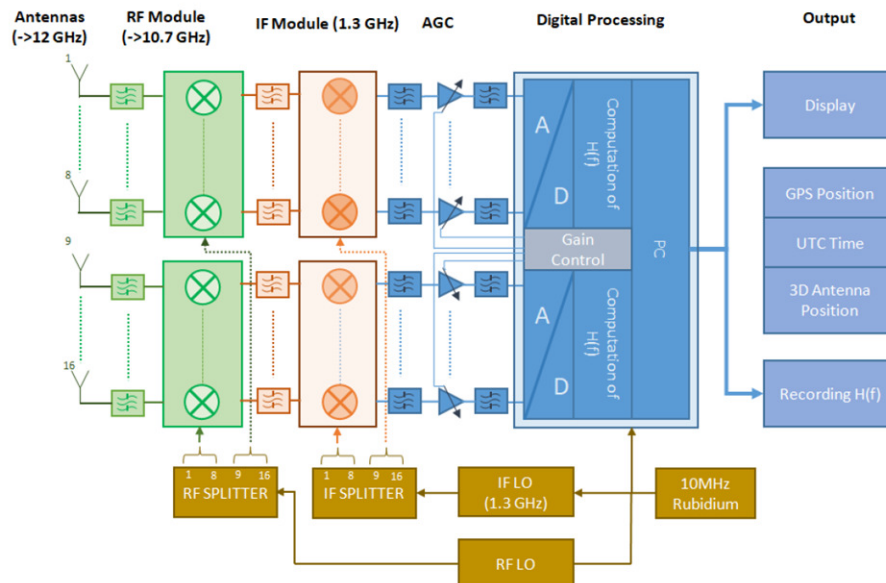 Antennas
(->12 GHz)
RF Module
(->10.7 GHz)
IF Module (1.3 GHz)
AGC
Digital Processing
Output
1
8
9
16
A
D
Computation of
H(f)
Gain
Control
A
D
Computation of
H(f)
PC
Display
GPS Position
UTC Time
3D Antenna
Position
Recording H(f)
1 8 9 16
RF SPLITTER
1 8 9 16
IF SPLITTER
IF LO
(1.3 GHz)
10MHz
Rubidium
RF LO